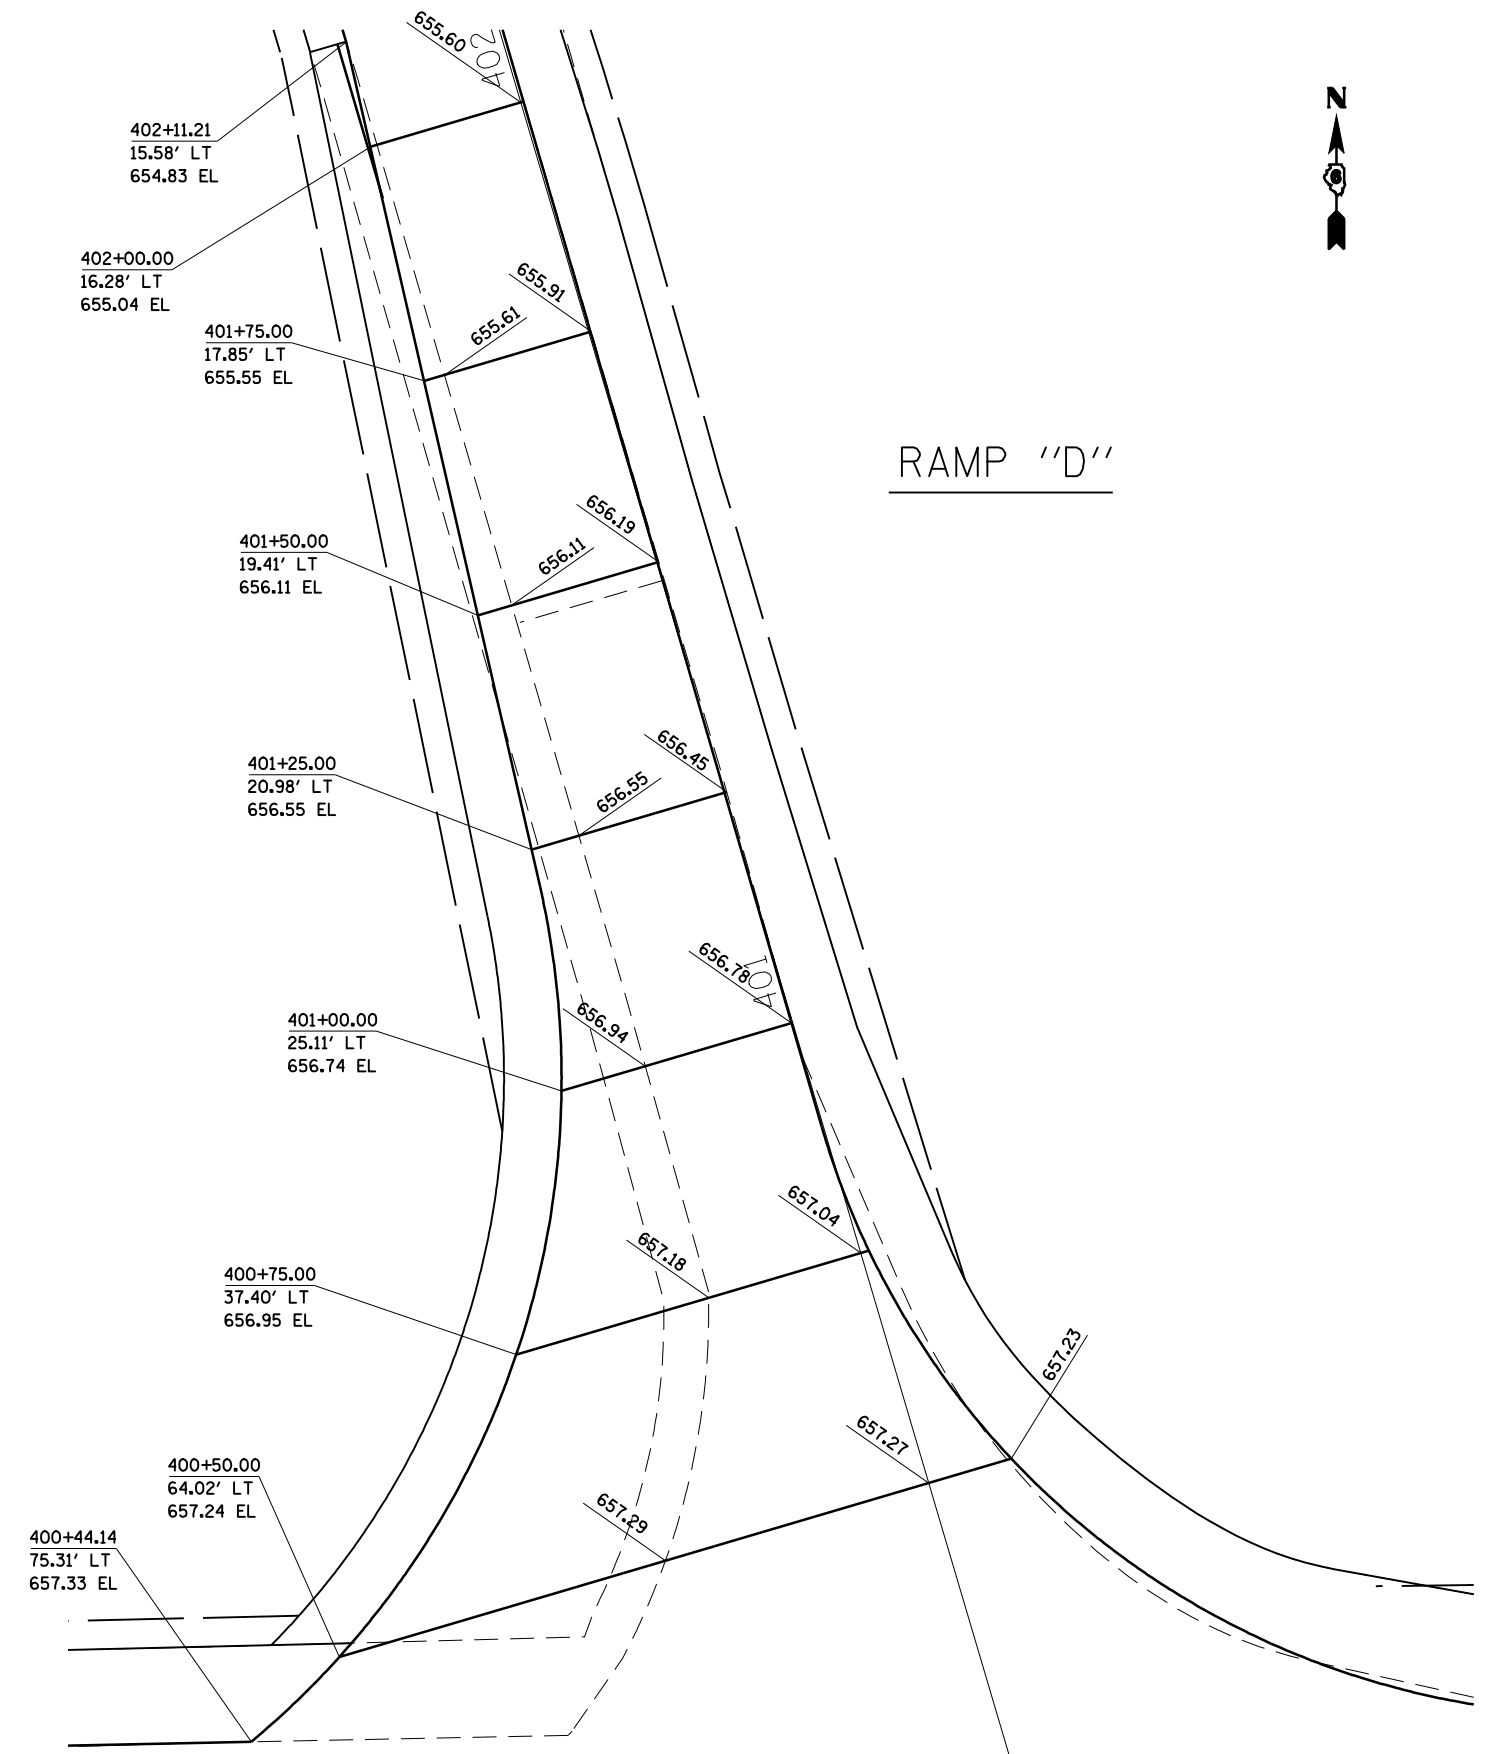 655.60
402
N
6
402+11.21
15.58' LT
654.83 EL
402+00.00
16.28' LT
655.04 EL
655.91
655.61
401+75.00
17.85' LT
655.55 EL
RAMP "D"
656.19
656.11
401+50.00
19.41' LT
656.11 EL
656.45
656.55
401+25.00
20.98' LT
656.55 EL
656.78
401
656.94
401+00.00
25.11' LT
656.74 EL
657.04
657.18
400+75.00
37.40' LT
656.95 EL
657.23
657.27
400+50.00
64.02' LT
657.24 EL
657.29
400+44.14
75.31' LT
657.33 EL